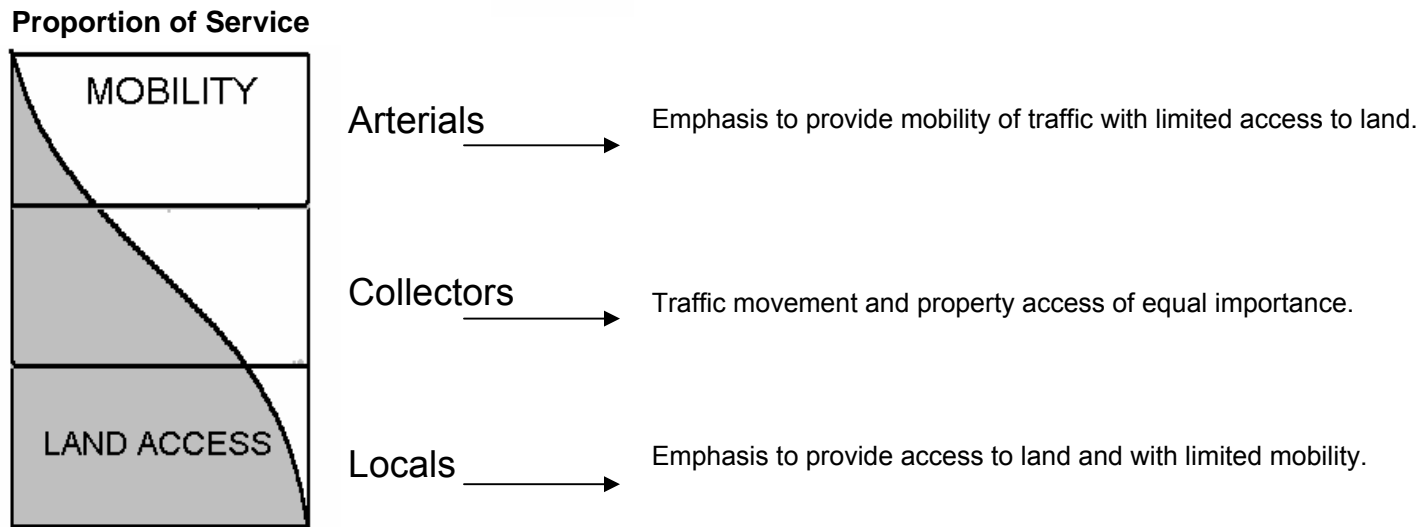 Proportion of Service
MOBILITY
Arterials
Emphasis to provide mobility of traffic with limited access to land.
Collectors
Traffic movement and property access of equal importance.
LAND ACCESS
Locals
Emphasis to provide access to land and with limited mobility.